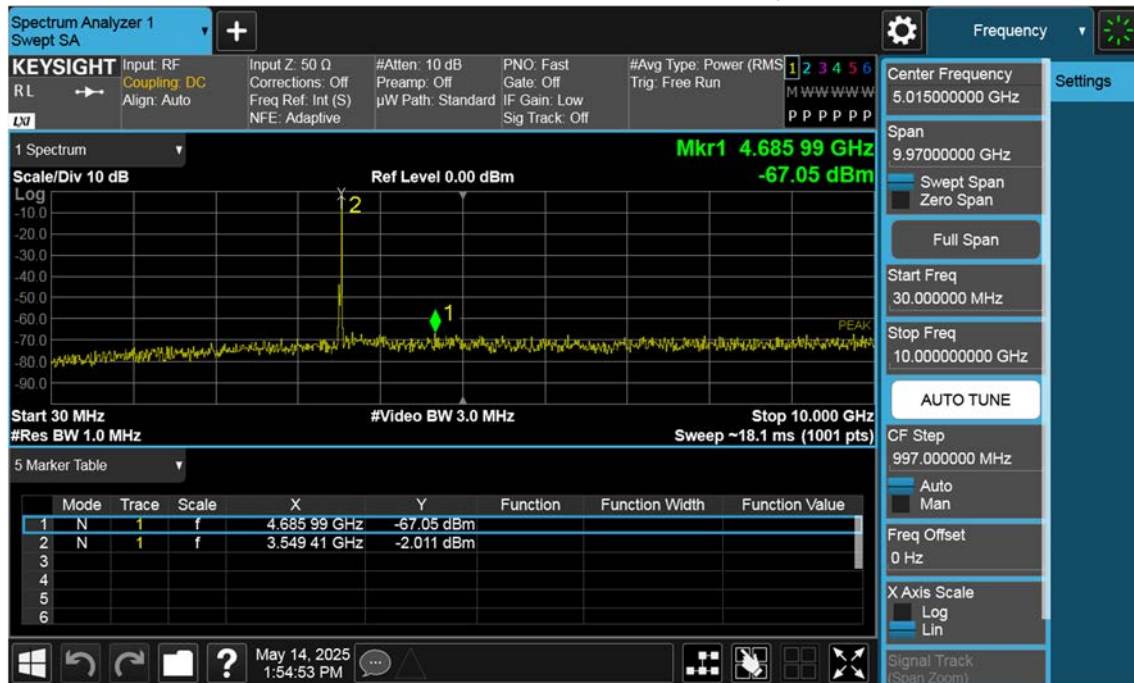 Spectrum Analyzer 1
Swept SA
+
Frequency
KEYSIGHT
RL
LXI
Input: RF
Coupling: DC
Align: Auto
Input Z: 50 Ω
Corrections: Off
Freq Ref: Int (S)
NFE: Adaptive
#Atten: 10 dB
Preamp: Off
µW Path: Standard
PNO: Fast
Gate: Off
IF Gain: Low
Sig Track: Off
#Avg Type: Power (RMS
Trig: Free Run
1 2 3 4 5 6
M W W W W W
P P P P P P
1 Spectrum
Mkr1 4.685 99 GHz
-67.05 dBm
Scale/Div 10 dB
Ref Level 0.00 dBm
Log
-10.0
-20.0
-30.0
-40.0
-50.0
-60.0
-70.0
-80.0
-90.0
2
1
PEAK
Start 30 MHz
#Video BW 3.0 MHz
Stop 10.000 GHz
#Res BW 1.0 MHz
Sweep ~18.1 ms (1001 pts)
5 Marker Table
Mode Trace Scale X Y Function Function Width Function Value
1 N 1 f 4.685 99 GHz -67.05 dBm
2 N 1 f 3.549 41 GHz -2.011 dBm
3
4
5
6
?
May 14, 2025
1:54:53 PM
Center Frequency
5.015000000 GHz
Settings
Span
9.97000000 GHz
Swept Span
Zero Span
Full Span
Start Freq
30.000000 MHz
Stop Freq
10.000000000 GHz
AUTO TUNE
CF Step
997.000000 MHz
Auto
Man
Freq Offset
0 Hz
X Axis Scale
Log
Lin
Signal Track
(Span Zoom)